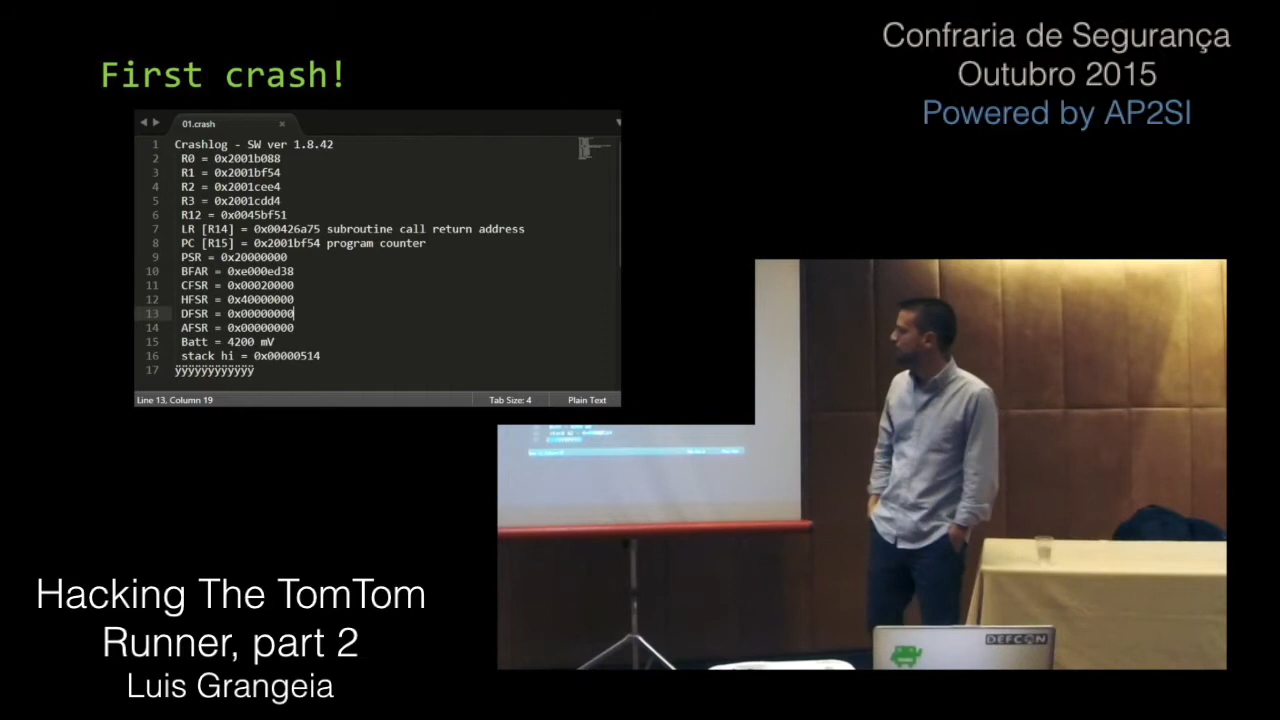 First crash!
Confraria de Segurança
Outubro 2015
Powered by AP2SI
01.crash
1 Crashlog - SW ver 1.8.42
2 R0 = 0x2001b088
3 R1 = 0x2001bf54
4 R2 = 0x2001cee4
5 R3 = 0x2001cdd4
6 R12 = 0x0045bf51
7 LR [R14] = 0x00426a75 subroutine call return address
8 PC [R15] = 0x2001bf54 program counter
9 PSR = 0x20000000
10 BFAR = 0xe000ed38
11 CFSR = 0x00020000
12 HFSR = 0x40000000
13 DFSR = 0x00000000
14 AFSR = 0x00000000
15 Batt = 4200 mV
16 stack hi = 0x00000514
17 ÿÿÿÿÿÿÿÿÿÿÿÿ
Line 13, Column 19
Tab Size: 4
Plain Text
DEFCON
Hacking The TomTom
Runner, part 2
Luis Grangeia